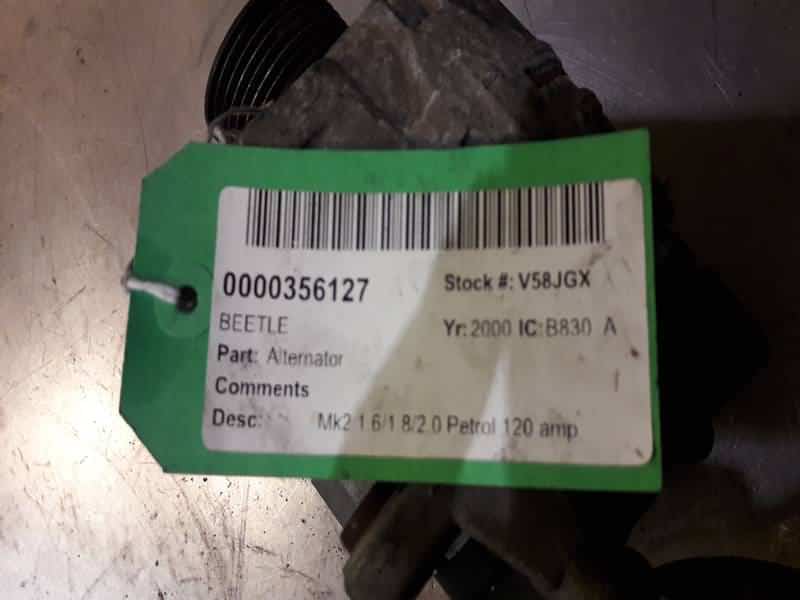 0000356127 Stock #: V58JGX
BEETLE Yr: 2000 IC: B830 A
Part: Alternator
Comments
Desc: Mk2 1.6/1.8/2.0 Petrol 120 amp